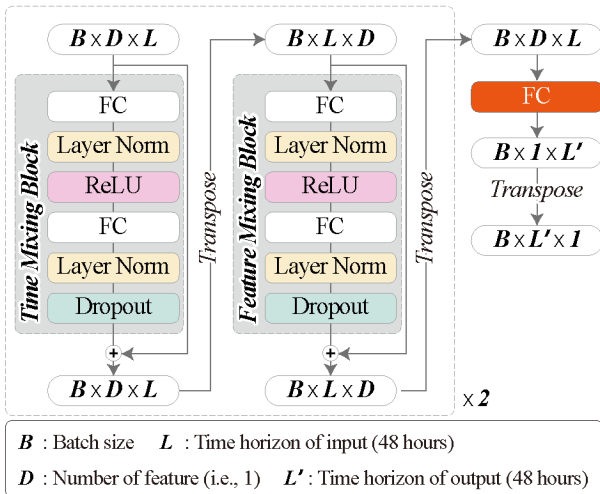 B x D x L
Time Mixing Block
FC
Layer Norm
ReLU
FC
Layer Norm
Dropout
+
B x D x L
Transpose
B x L x D
Feature Mixing Block
FC
Layer Norm
ReLU
FC
Layer Norm
Dropout
+
B x L x D
Transpose
x 2
B x D x L
FC
B x 1 x L'
Transpose
B x L' x 1
B : Batch size L : Time horizon of input (48 hours)
D : Number of feature (i.e., 1) L' : Time horizon of output (48 hours)